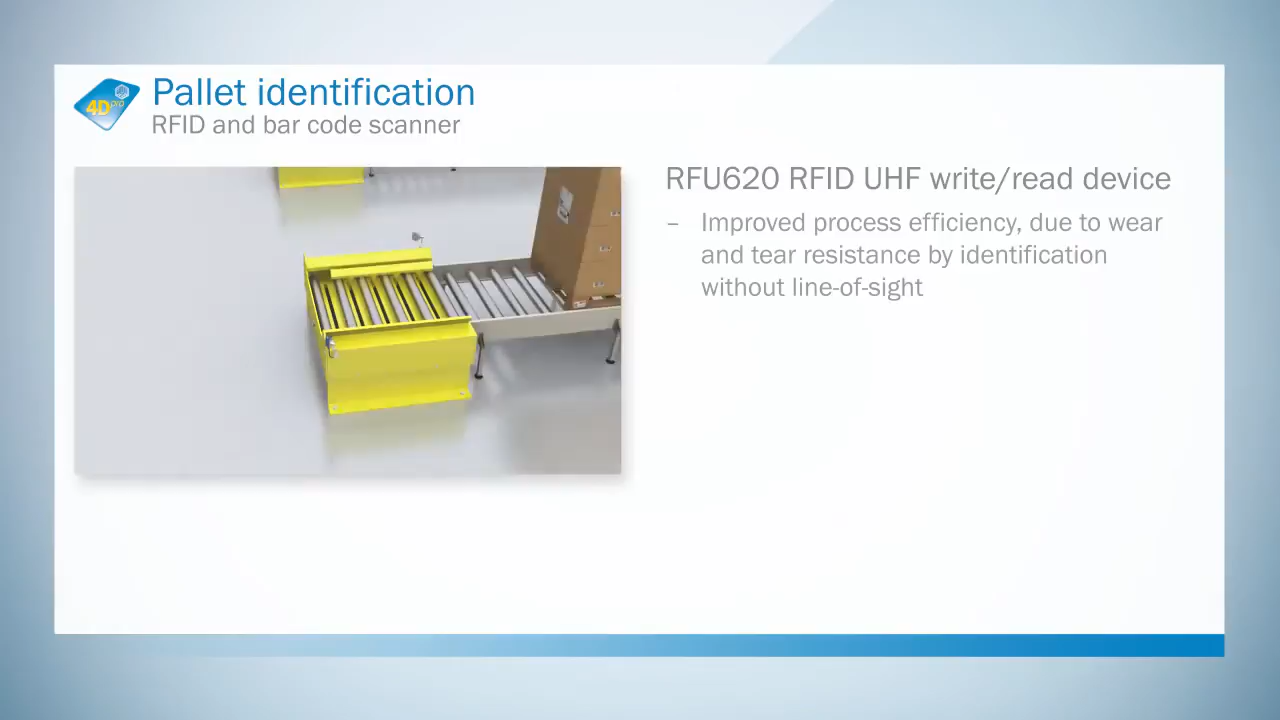 4Dpro
Pallet identification
RFID and bar code scanner
RFU620 RFID UHF write/read device
– Improved process efficiency, due to wear
and tear resistance by identification
without line-of-sight